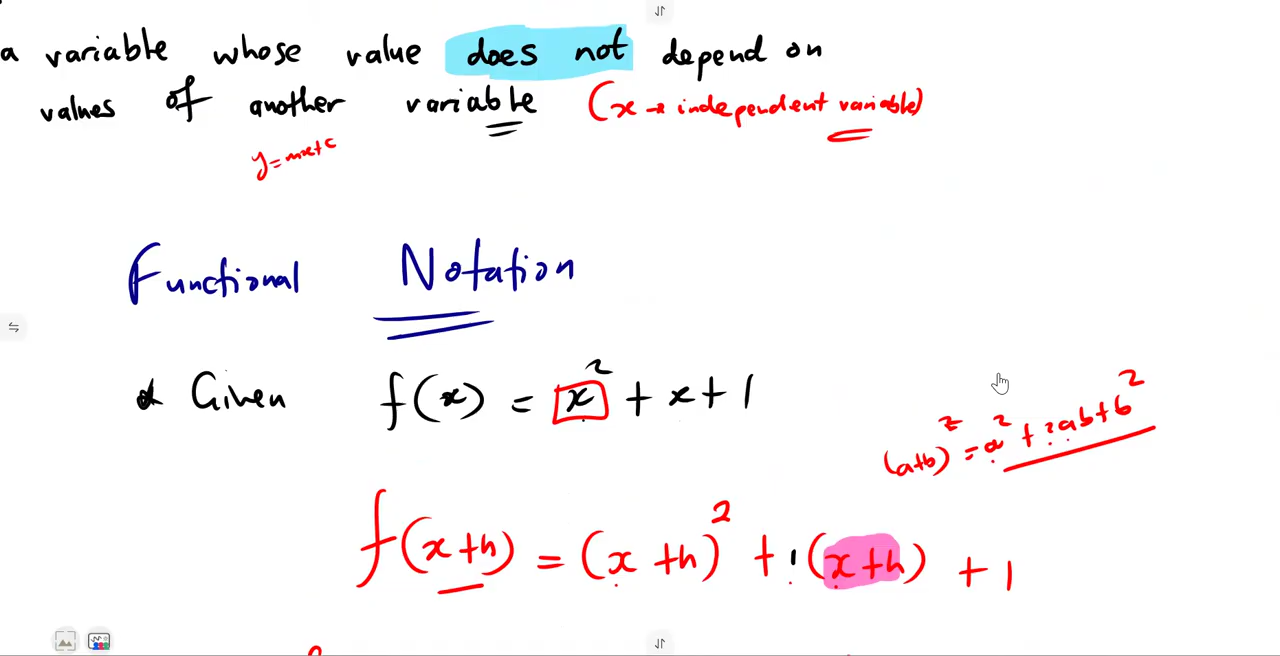 a variable whose value does not depend on
values of another variable (x → independent variable)
y = mx + c
Functional Notation
Given f(x) = x² + x + 1
(a+b)² = a² + 2ab + b²
f(x+h) = (x+h)² + 1(x+h) + 1